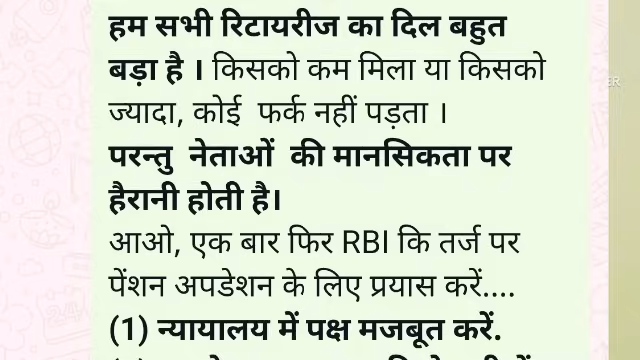 हम सभी रिटायरीज का दिल बहुत
बड़ा है । किसको कम मिला या किसको
ज्यादा, कोई फर्क नहीं पड़ता ।
परन्तु नेताओं की मानसिकता पर
हैरानी होती है।
आओ, एक बार फिर RBI कि तर्ज पर
पेंशन अपडेशन के लिए प्रयास करें....
(1) न्यायालय में पक्ष मजबूत करें.